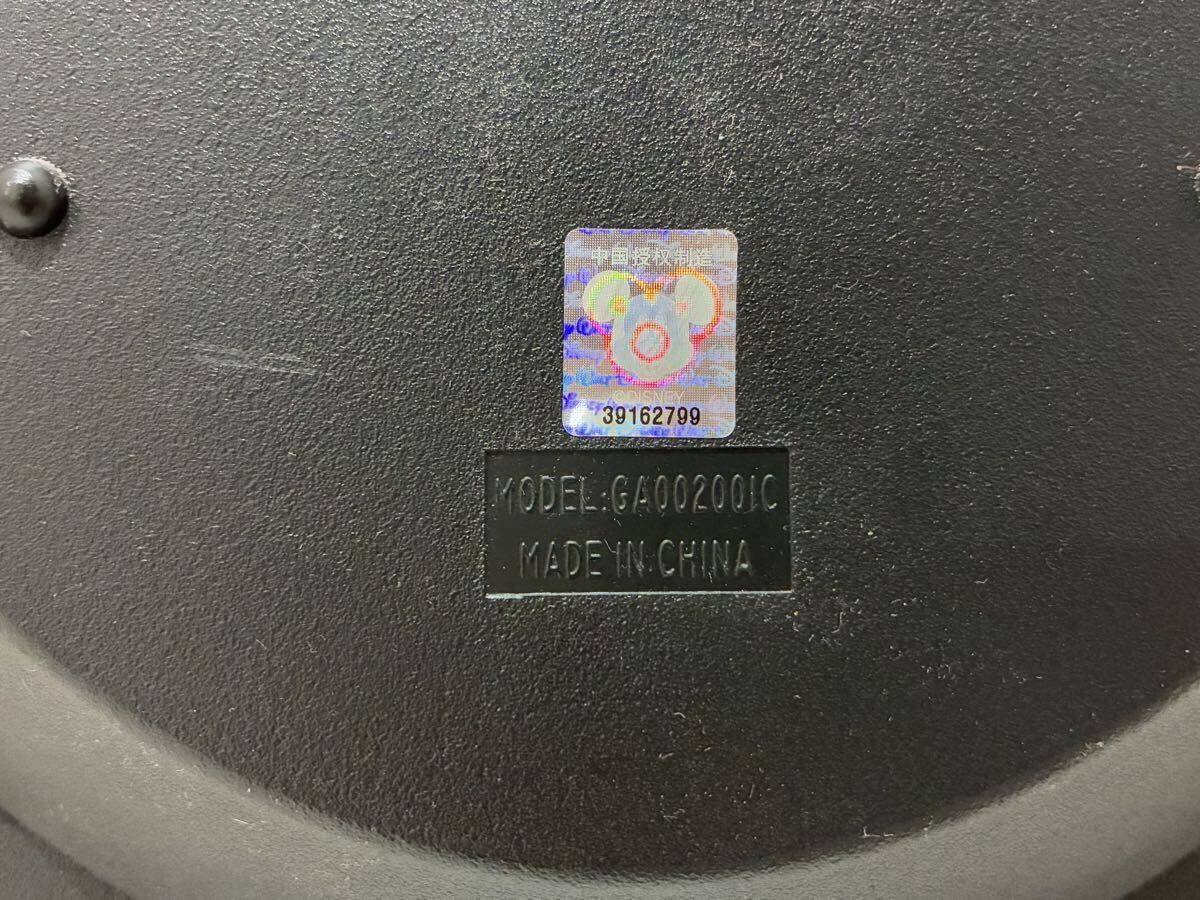 中国授权制造
©DISNEY
39162799
MODEL:GA002001C
MADE IN CHINA